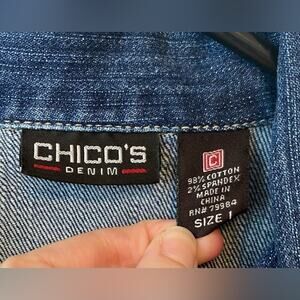 CHICO'S
DENIM
C
98% COTTON
2% SPANDEX
MADE IN
CHINA
RN# 79984
SIZE 1